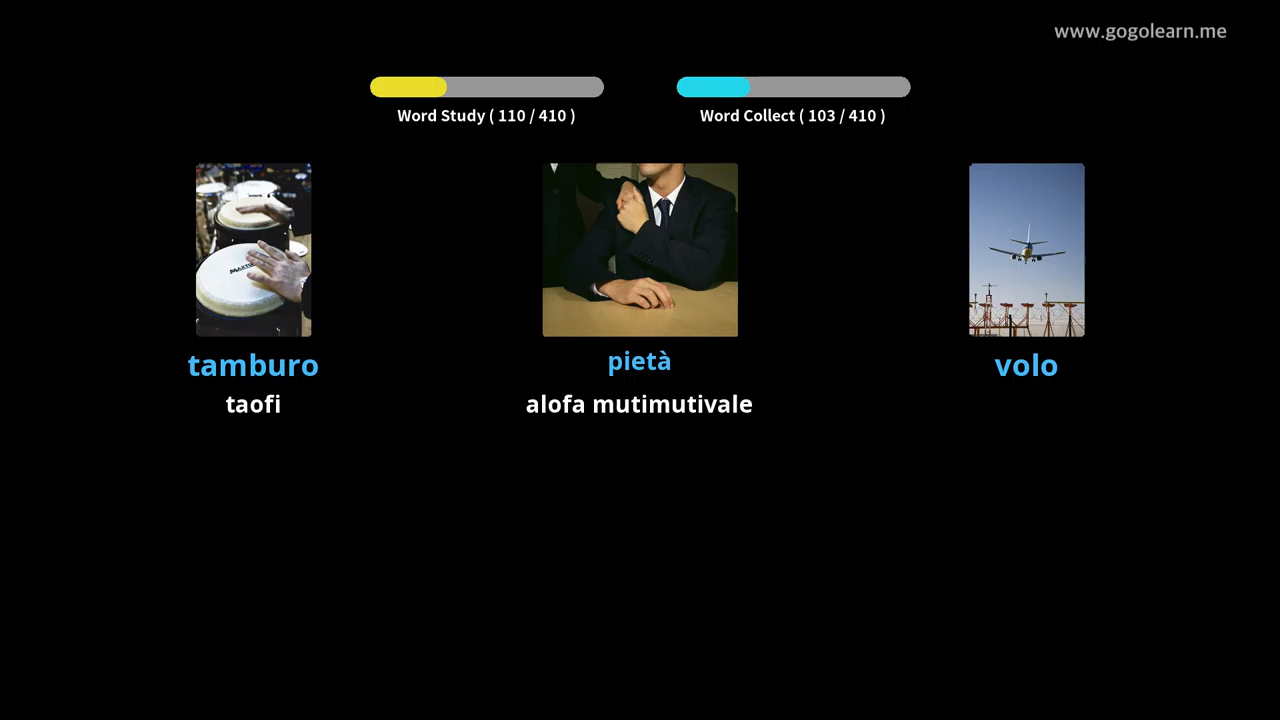 www.gogolearn.me
Word Study ( 110 / 410 )
Word Collect ( 103 / 410 )
tamburo
pietà
volo
taofi
alofa mutimutivale